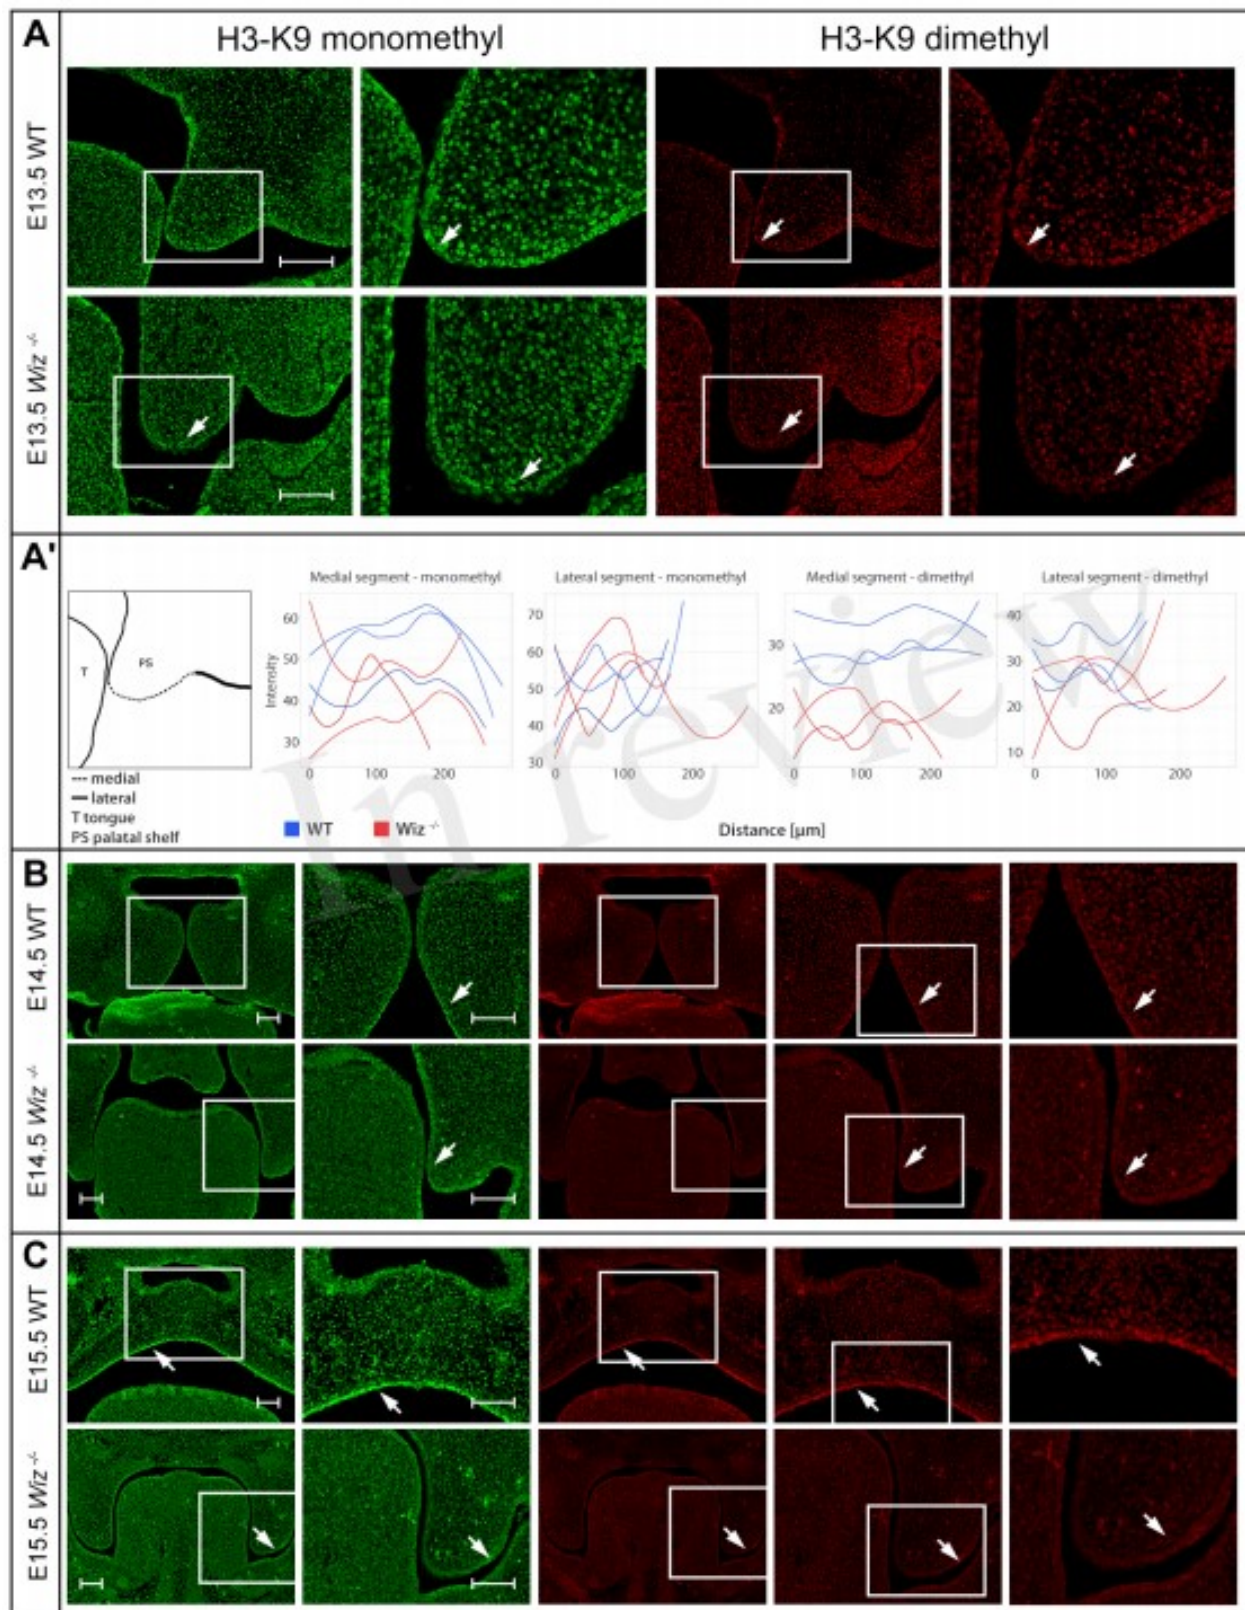 A
H3-K9 monomethyl
H3-K9 dimethyl
E13.5 WT
E13.5 Wiz -/-
A'
Medial segment - monomethyl
Lateral segment - monomethyl
Medial segment - dimethyl
Lateral segment - dimethyl
T
PS
Intensity
60
50
40
30
100
200
70
60
50
40
30
0
100
200
30
20
0
100
200
40
30
20
10
0
100
200
--- medial
— lateral
T tongue
PS palatal shelf
WT
Wiz -/-
Distance [µm]
In review
B
E14.5 WT
E14.5 Wiz -/-
C
E15.5 WT
E15.5 Wiz -/-